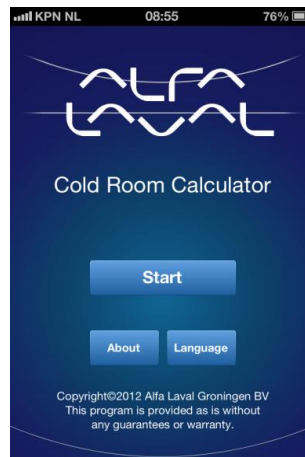 KPN NL 08:55 76%
ALFA
LAVAL
Cold Room Calculator
Start
About Language
Copyright©2012 Alfa Laval Groningen BV
This program is provided as is without
any guarantees or warranty.